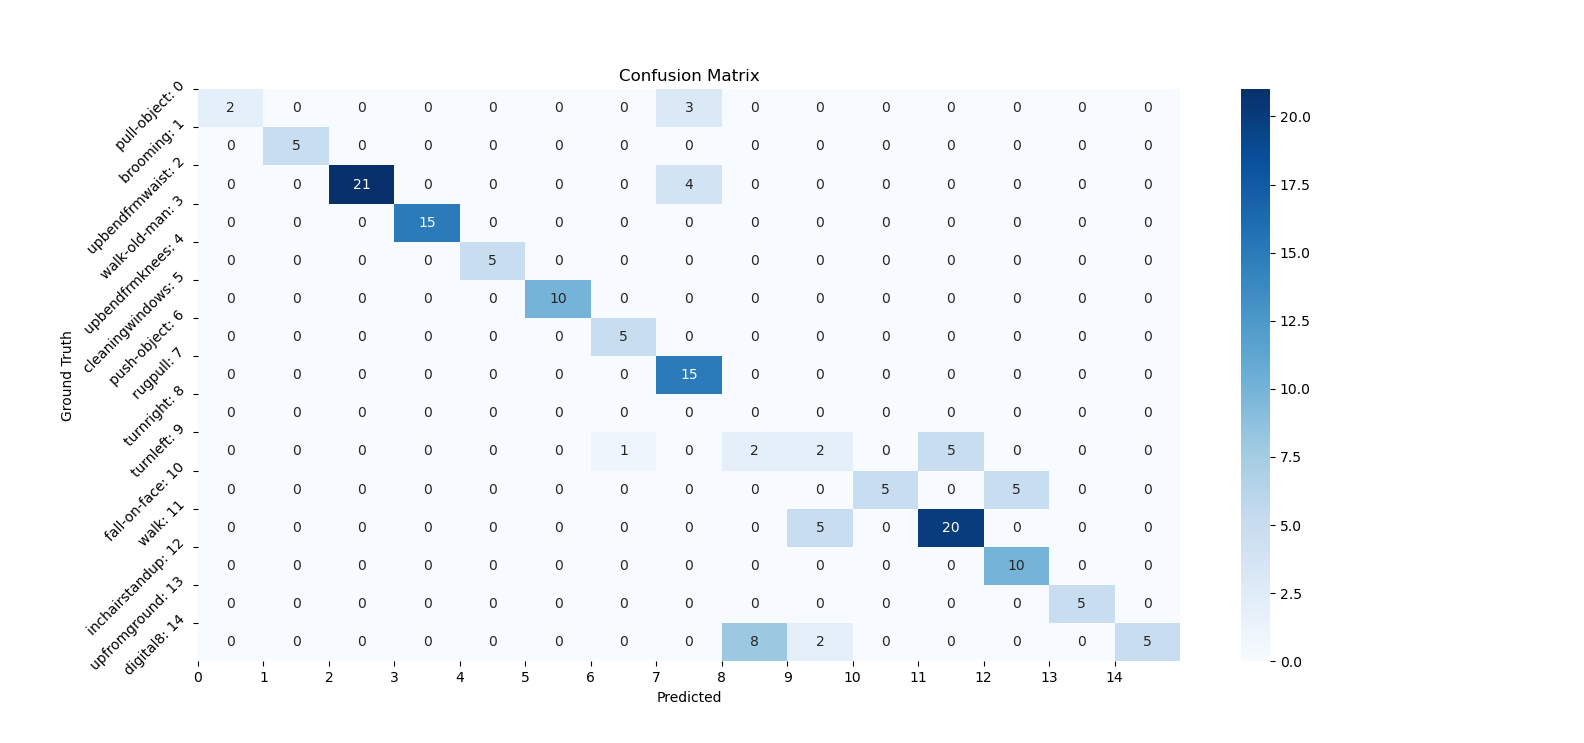 Confusion Matrix
pull-object: 0
2 0 0 0 0 0 0 3 0 0 0 0 0 0 0
brooming: 1
0 5 0 0 0 0 0 0 0 0 0 0 0 0 0
upbendfrmwaist: 2
0 0 21 0 0 0 0 4 0 0 0 0 0 0 0
walk-old-man: 3
0 0 0 15 0 0 0 0 0 0 0 0 0 0 0
upbendfrmknees: 4
0 0 0 0 5 0 0 0 0 0 0 0 0 0 0
cleaningwindows: 5
0 0 0 0 0 10 0 0 0 0 0 0 0 0 0
push-object: 6
0 0 0 0 0 0 5 0 0 0 0 0 0 0 0
rugpull: 7
0 0 0 0 0 0 0 15 0 0 0 0 0 0 0
turnright: 8
0 0 0 0 0 0 0 0 0 0 0 0 0 0 0
turnleft: 9
0 0 0 0 0 0 1 0 2 2 0 5 0 0 0
fall-on-face: 10
0 0 0 0 0 0 0 0 0 0 5 0 5 0 0
walk: 11
0 0 0 0 0 0 0 0 0 5 0 20 0 0 0
inchairstandup: 12
0 0 0 0 0 0 0 0 0 0 0 0 10 0 0
upfromground: 13
0 0 0 0 0 0 0 0 0 0 0 0 0 5 0
digital8: 14
0 0 0 0 0 0 0 0 8 2 0 0 0 0 5
0 1 2 3 4 5 6 7 8 9 10 11 12 13 14
Predicted
Ground Truth
20.0
17.5
15.0
12.5
10.0
7.5
5.0
2.5
0.0